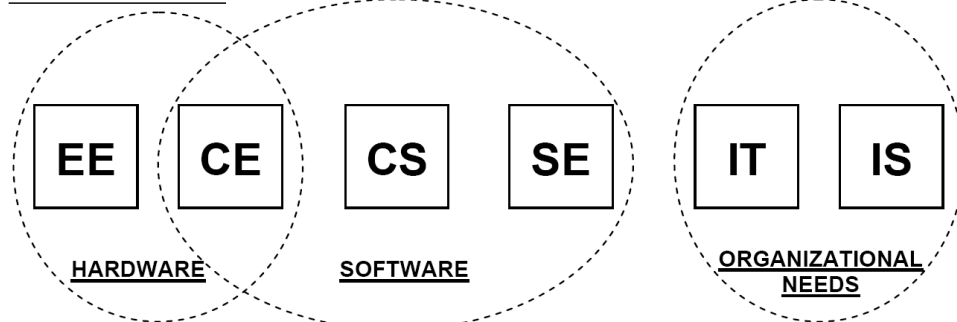 EE CE CS SE IT IS
HARDWARE SOFTWARE ORGANIZATIONAL
NEEDS